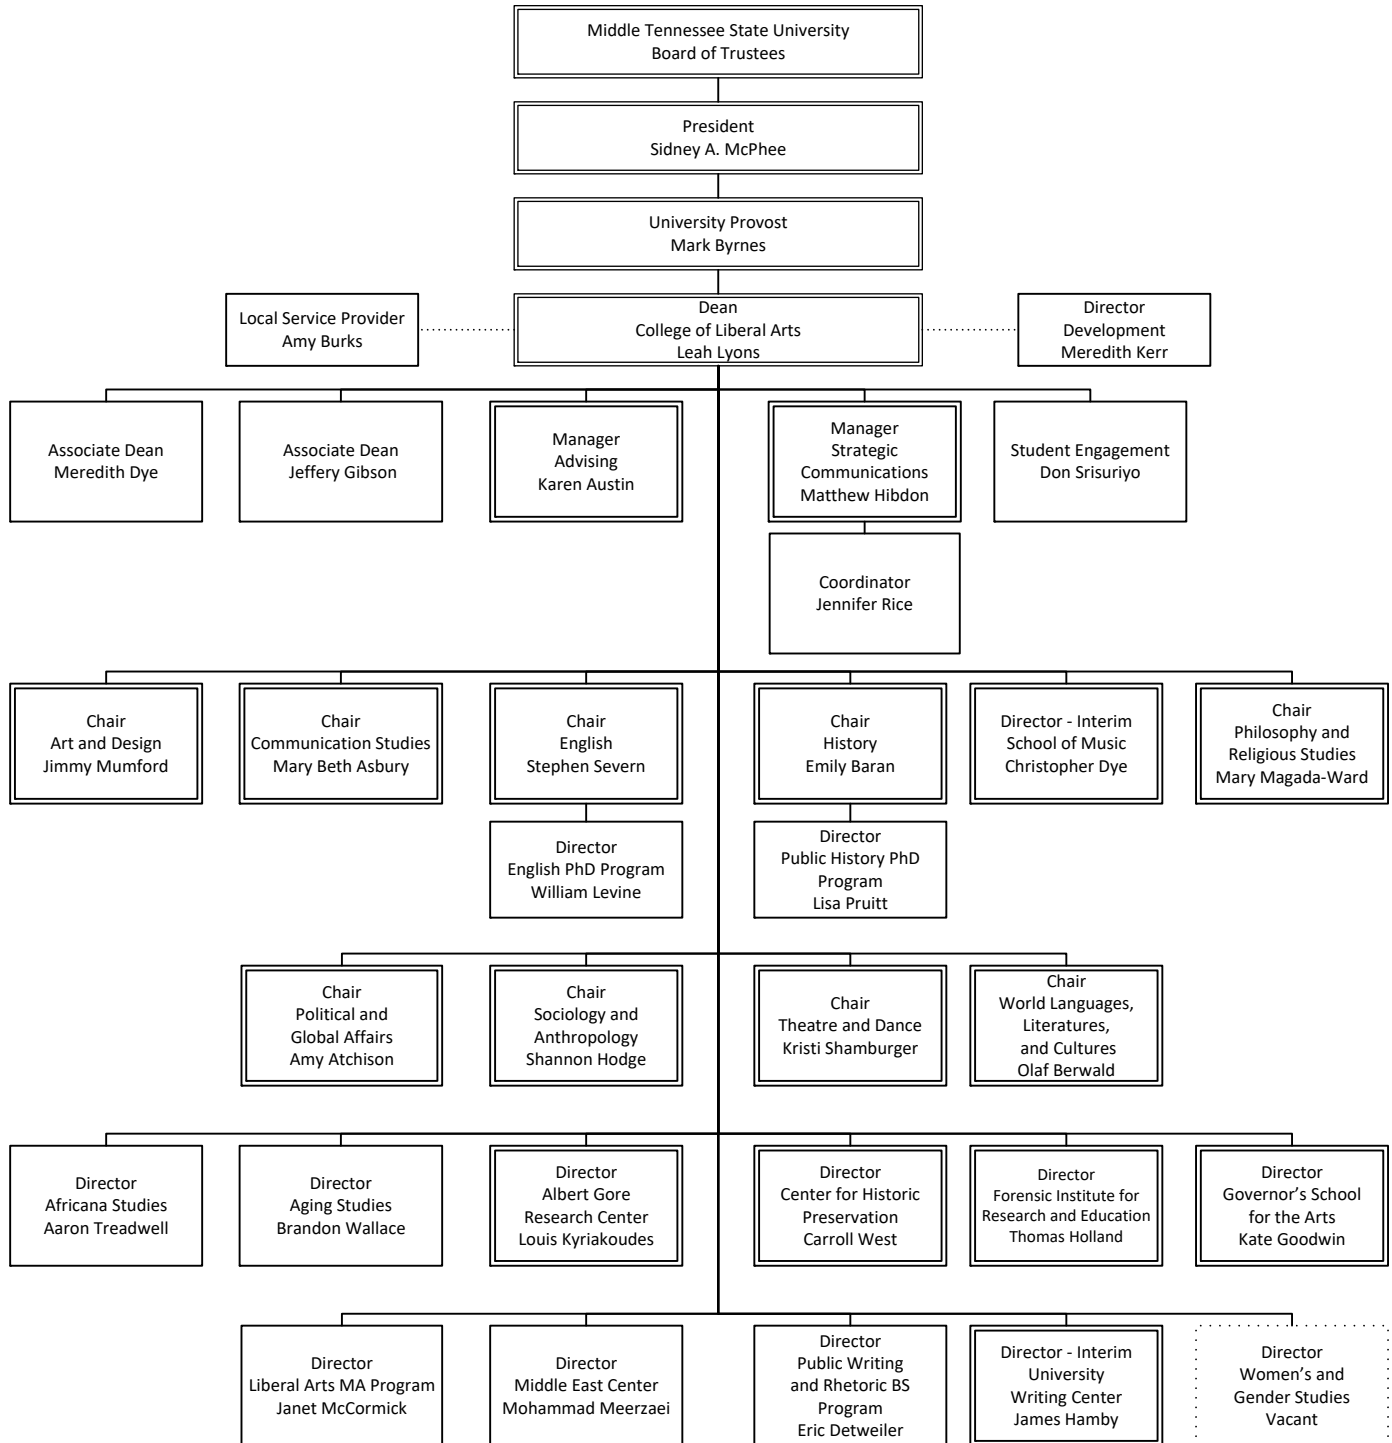 Middle Tennessee State University
Board of Trustees
President
Sidney A. McPhee
University Provost
Mark Byrnes
Local Service Provider
Amy Burks
Dean
College of Liberal Arts
Leah Lyons
Director
Development
Meredith Kerr
Associate Dean
Meredith Dye
Associate Dean
Jeffery Gibson
Manager
Advising
Karen Austin
Manager
Strategic
Communications
Matthew Hibdon
Student Engagement
Don Srisuriyo
Coordinator
Jennifer Rice
Chair
Art and Design
Jimmy Mumford
Chair
Communication Studies
Mary Beth Asbury
Chair
English
Stephen Severn
Chair
History
Emily Baran
Director - Interim
School of Music
Christopher Dye
Chair
Philosophy and
Religious Studies
Mary Magada-Ward
Director
English PhD Program
William Levine
Director
Public History PhD
Program
Lisa Pruitt
Chair
Political and
Global Affairs
Amy Atchison
Chair
Sociology and
Anthropology
Shannon Hodge
Chair
Theatre and Dance
Kristi Shamburger
Chair
World Languages,
Literatures,
and Cultures
Olaf Berwald
Director
Africana Studies
Aaron Treadwell
Director
Aging Studies
Brandon Wallace
Director
Albert Gore
Research Center
Louis Kyriakoudes
Director
Center for Historic
Preservation
Carroll West
Director
Forensic Institute for
Research and Education
Thomas Holland
Director
Governor’s School
for the Arts
Kate Goodwin
Director
Liberal Arts MA Program
Janet McCormick
Director
Middle East Center
Mohammad Meerzaei
Director
Public Writing
and Rhetoric BS
Program
Eric Detweiler
Director - Interim
University
Writing Center
James Hamby
Director
Women’s and
Gender Studies
Vacant